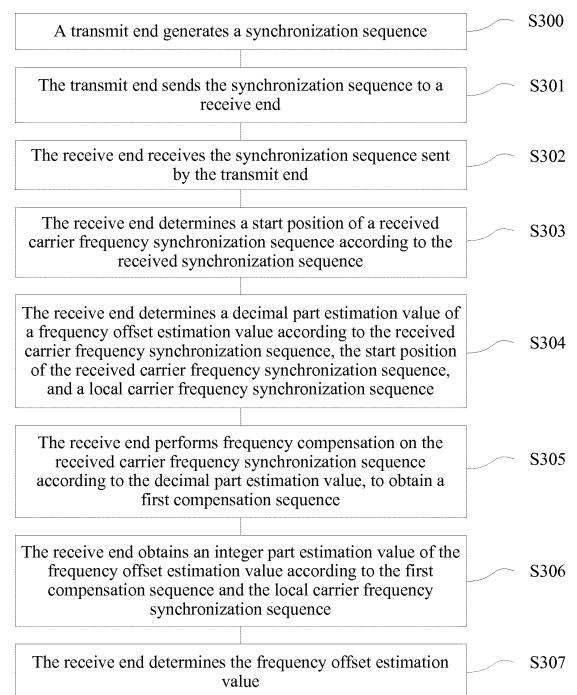 A transmit end generates a synchronization sequence
S300
The transmit end sends the synchronization sequence to a
receive end
S301
The receive end receives the synchronization sequence sent
by the transmit end
S302
The receive end determines a start position of a received
carrier frequency synchronization sequence according to the
received synchronization sequence
S303
The receive end determines a decimal part estimation value of
a frequency offset estimation value according to the received
carrier frequency synchronization sequence, the start position
of the received carrier frequency synchronization sequence,
and a local carrier frequency synchronization sequence
S304
The receive end performs frequency compensation on the
received carrier frequency synchronization sequence
according to the decimal part estimation value, to obtain a
first compensation sequence
S305
The receive end obtains an integer part estimation value of the
frequency offset estimation value according to the first
compensation sequence and the local carrier frequency
synchronization sequence
S306
The receive end determines the frequency offset estimation
value
S307